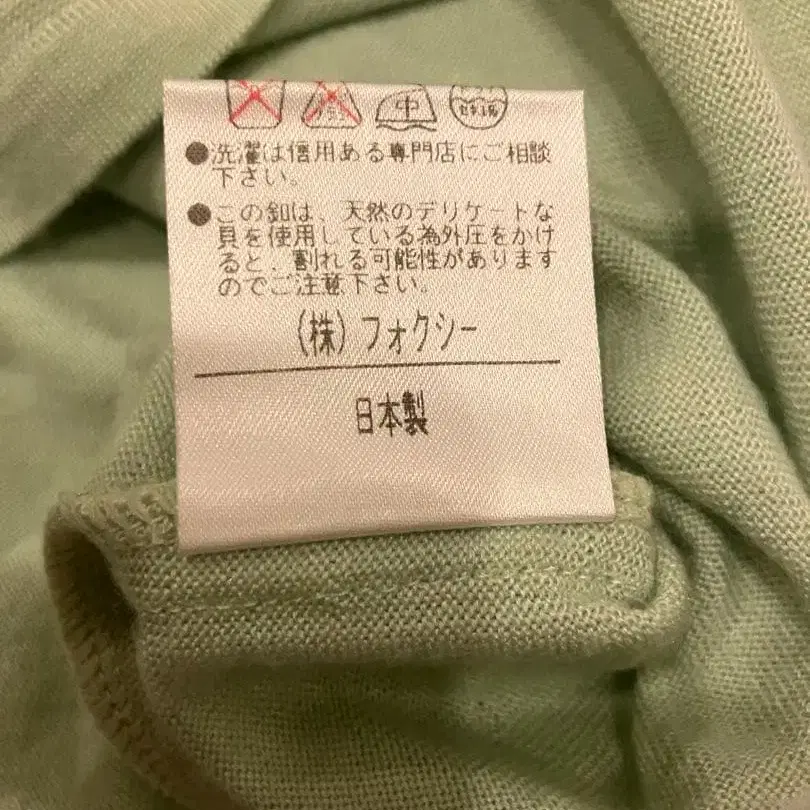 中
●洗濯は信用ある専門店にご相談
下さい。
●この釦は、天然のデリケートな
貝を使用している為外圧をかけ
ると、割れる可能性があります
のでご注意下さい。
(株)フォクシー
日本製